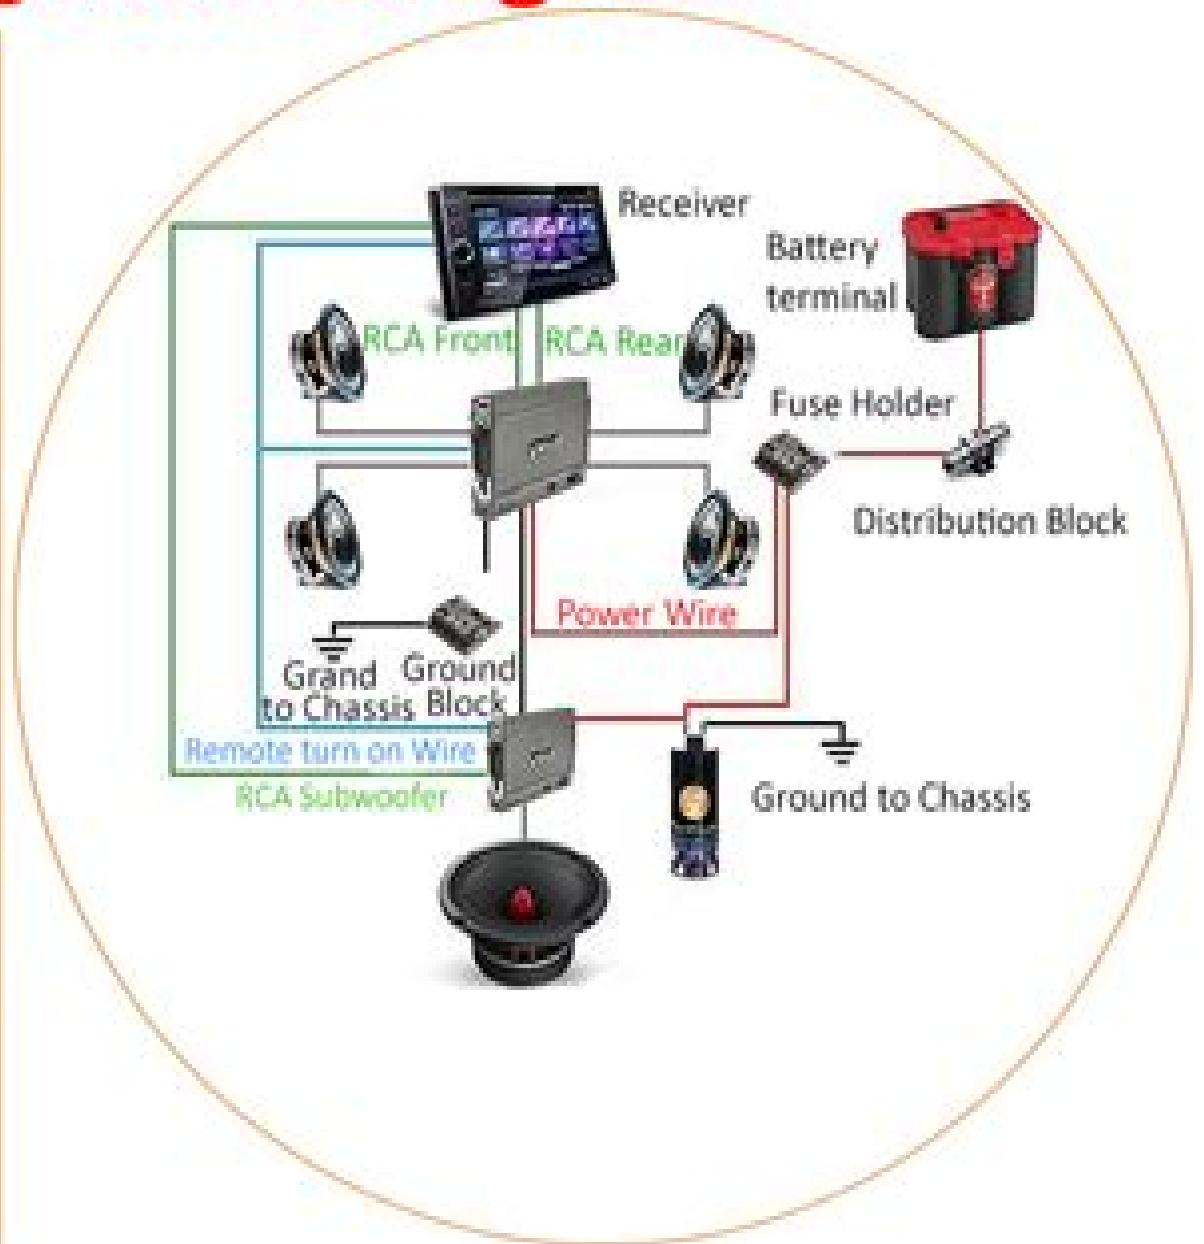 Receiver
Battery
terminal
RCA Front
RCA Rear
Fuse Holder
Distribution Block
Power Wire
Grand
to Chassis
Ground
Block
Remote turn on Wire
RCA Subwoofer
Ground to Chassis